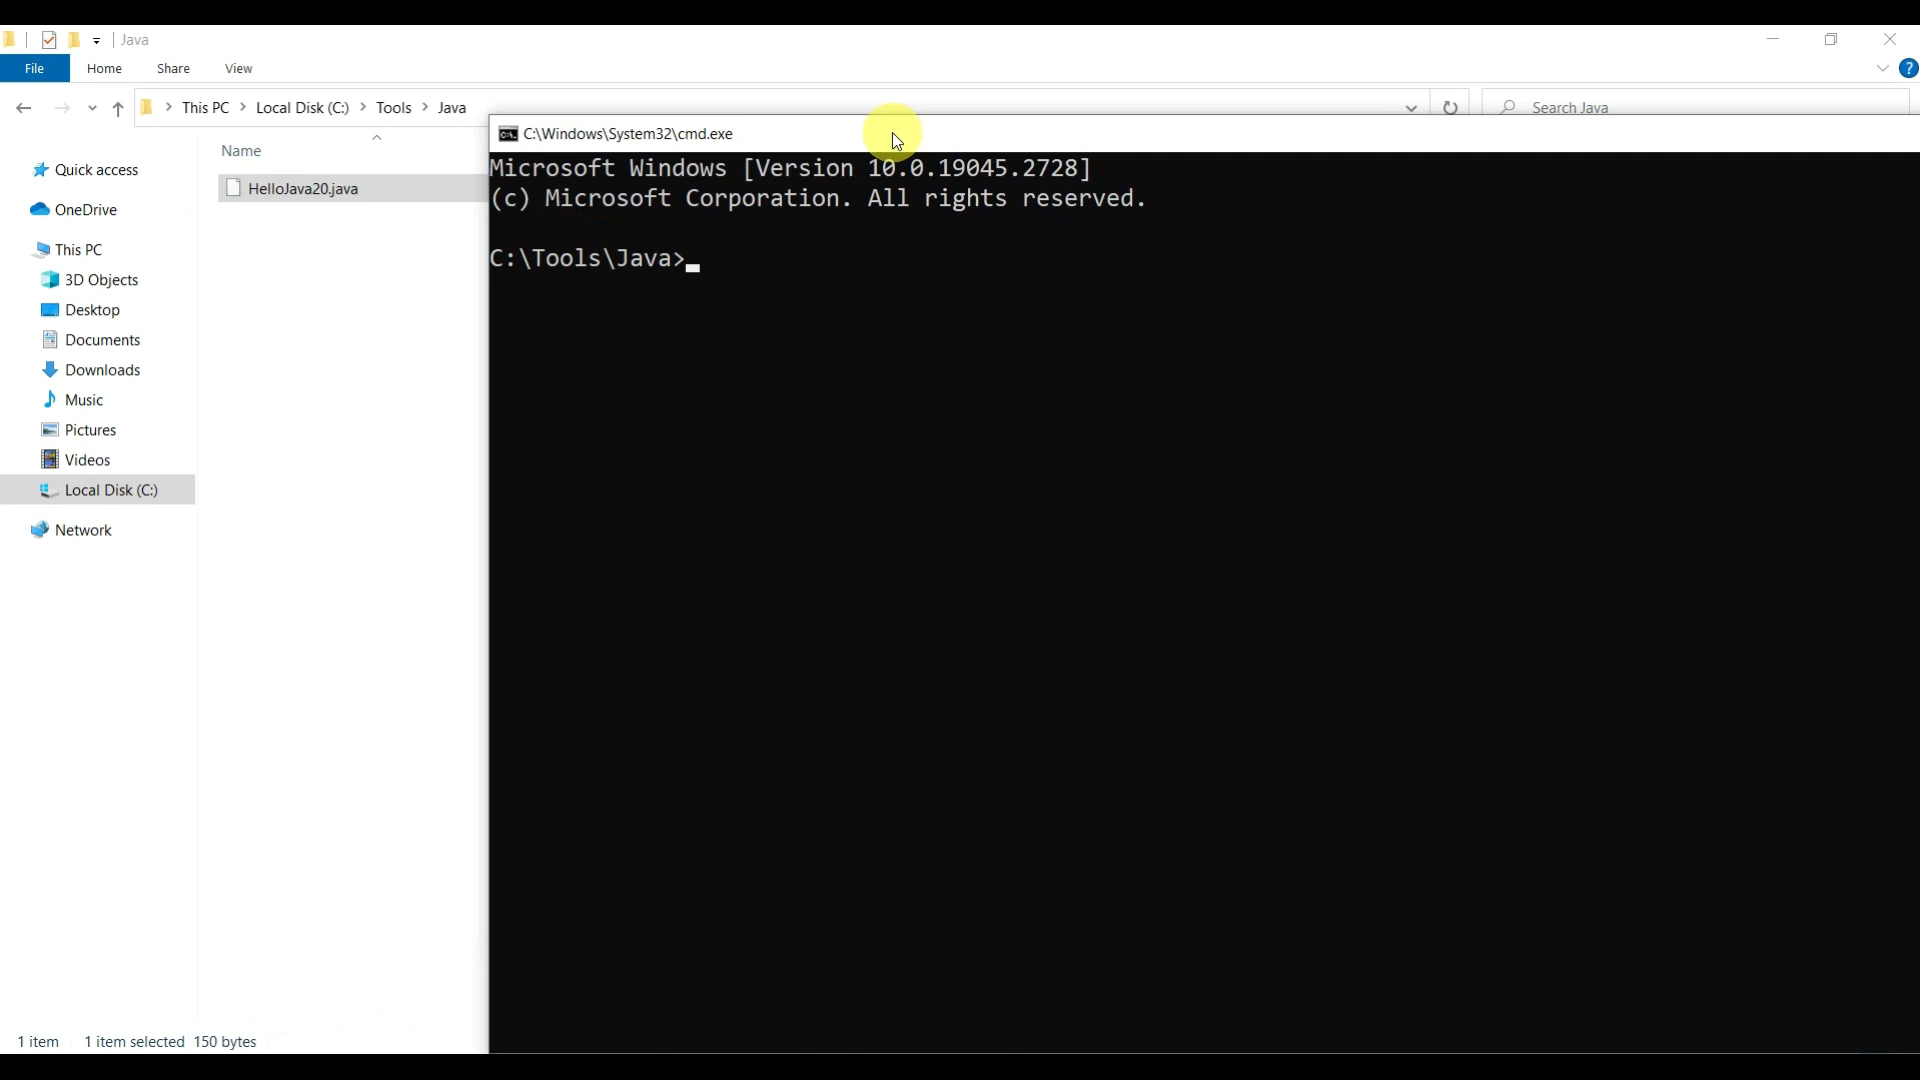 Java
File Home Share View
?
This PC Local Disk (C:) Tools Java
Search Java
C:\Windows\System32\cmd.exe
Name
Quick access
HelloJava20.java
OneDrive
This PC
3D Objects
Desktop
Documents
Downloads
Music
Pictures
Videos
Local Disk (C:)
Network
Microsoft Windows [Version 10.0.19045.2728]
(c) Microsoft Corporation. All rights reserved.
C:\Tools\Java>
1 item 1 item selected 150 bytes